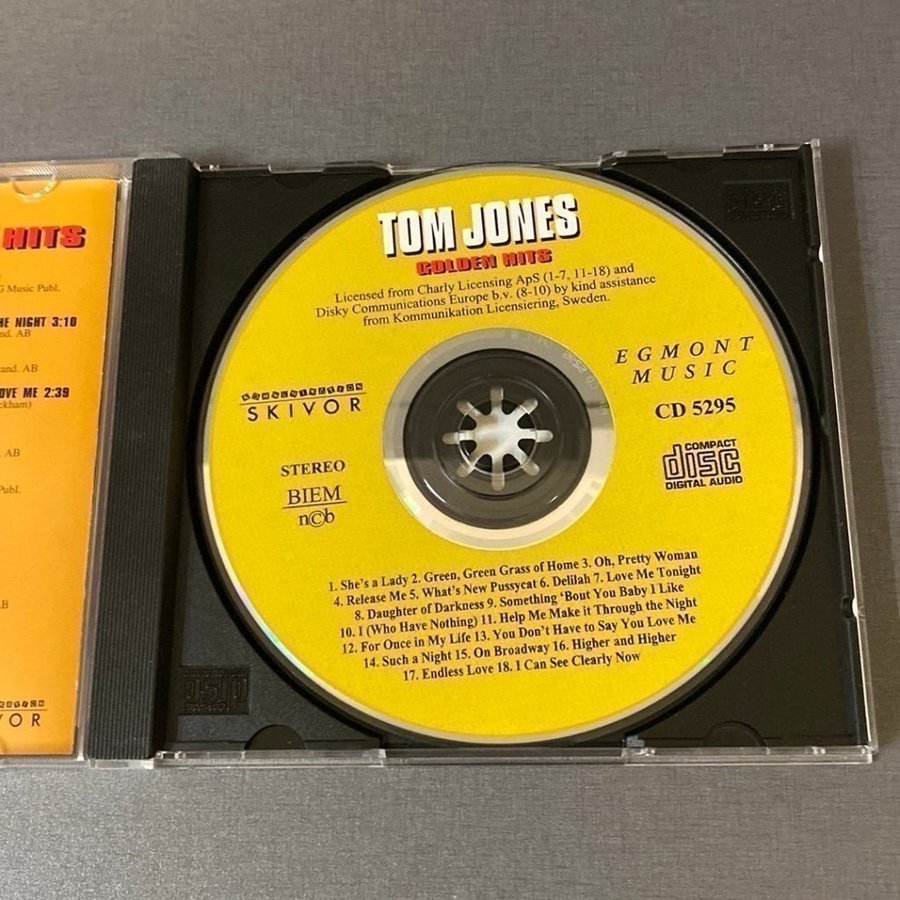 HITS
Music Publ.
HE NIGHT 3:10
nd. AB
and. AB
OVE ME 2:39
ckham)
. AB
Publ.
AB
VOR
TOM JONES
GOLDEN HITS
Licensed from Charly Licensing ApS (1-7, 11-18) and
Disky Communications Europe b.v. (8-10) by kind assistance
from Kommunikation Licensiering, Sweden.
KOMMUNIKATION
SKIVOR
EGMONT
MUSIC
CD 5295
STEREO
BIEM
n©b
COMPACT
disc
DIGITAL AUDIO
1. She's a Lady 2. Green, Green Grass of Home 3. Oh, Pretty Woman
4. Release Me 5. What's New Pussycat 6. Delilah 7. Love Me Tonight
8. Daughter of Darkness 9. Something 'Bout You Baby I Like
10. I (Who Have Nothing) 11. Help Me Make it Through the Night
12. For Once in My Life 13. You Don't Have to Say You Love Me
14. Such a Night 15. On Broadway 16. Higher and Higher
17. Endless Love 18. I Can See Clearly Now